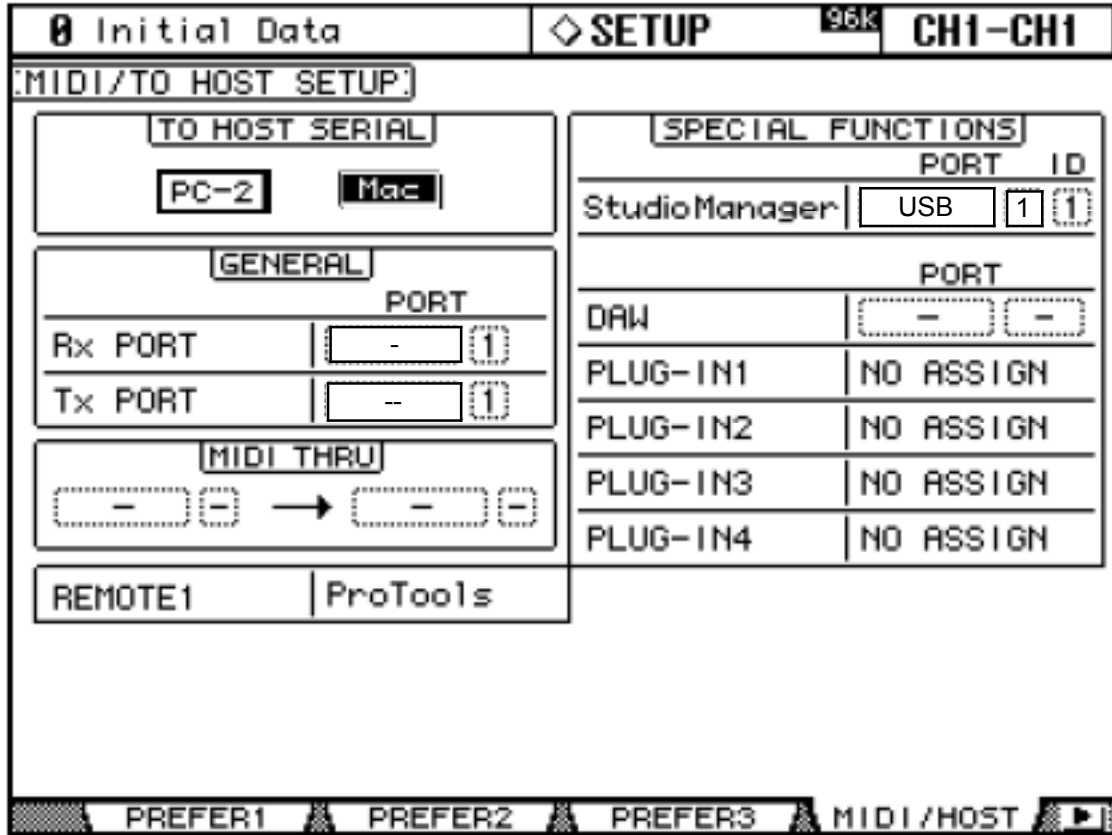 0 Initial Data ◇ SETUP 96k CH1-CH1
MIDI/TO HOST SETUP
TO HOST SERIAL
PC-2 Mac
GENERAL
PORT
Rx PORT - 1
Tx PORT -- 1
MIDI THRU
- - → - -
REMOTE1 ProTools
SPECIAL FUNCTIONS
PORT ID
StudioManager USB 1 1
PORT
DAW - -
PLUG-IN1 NO ASSIGN
PLUG-IN2 NO ASSIGN
PLUG-IN3 NO ASSIGN
PLUG-IN4 NO ASSIGN
PREFER1 PREFER2 PREFER3 MIDI/HOST